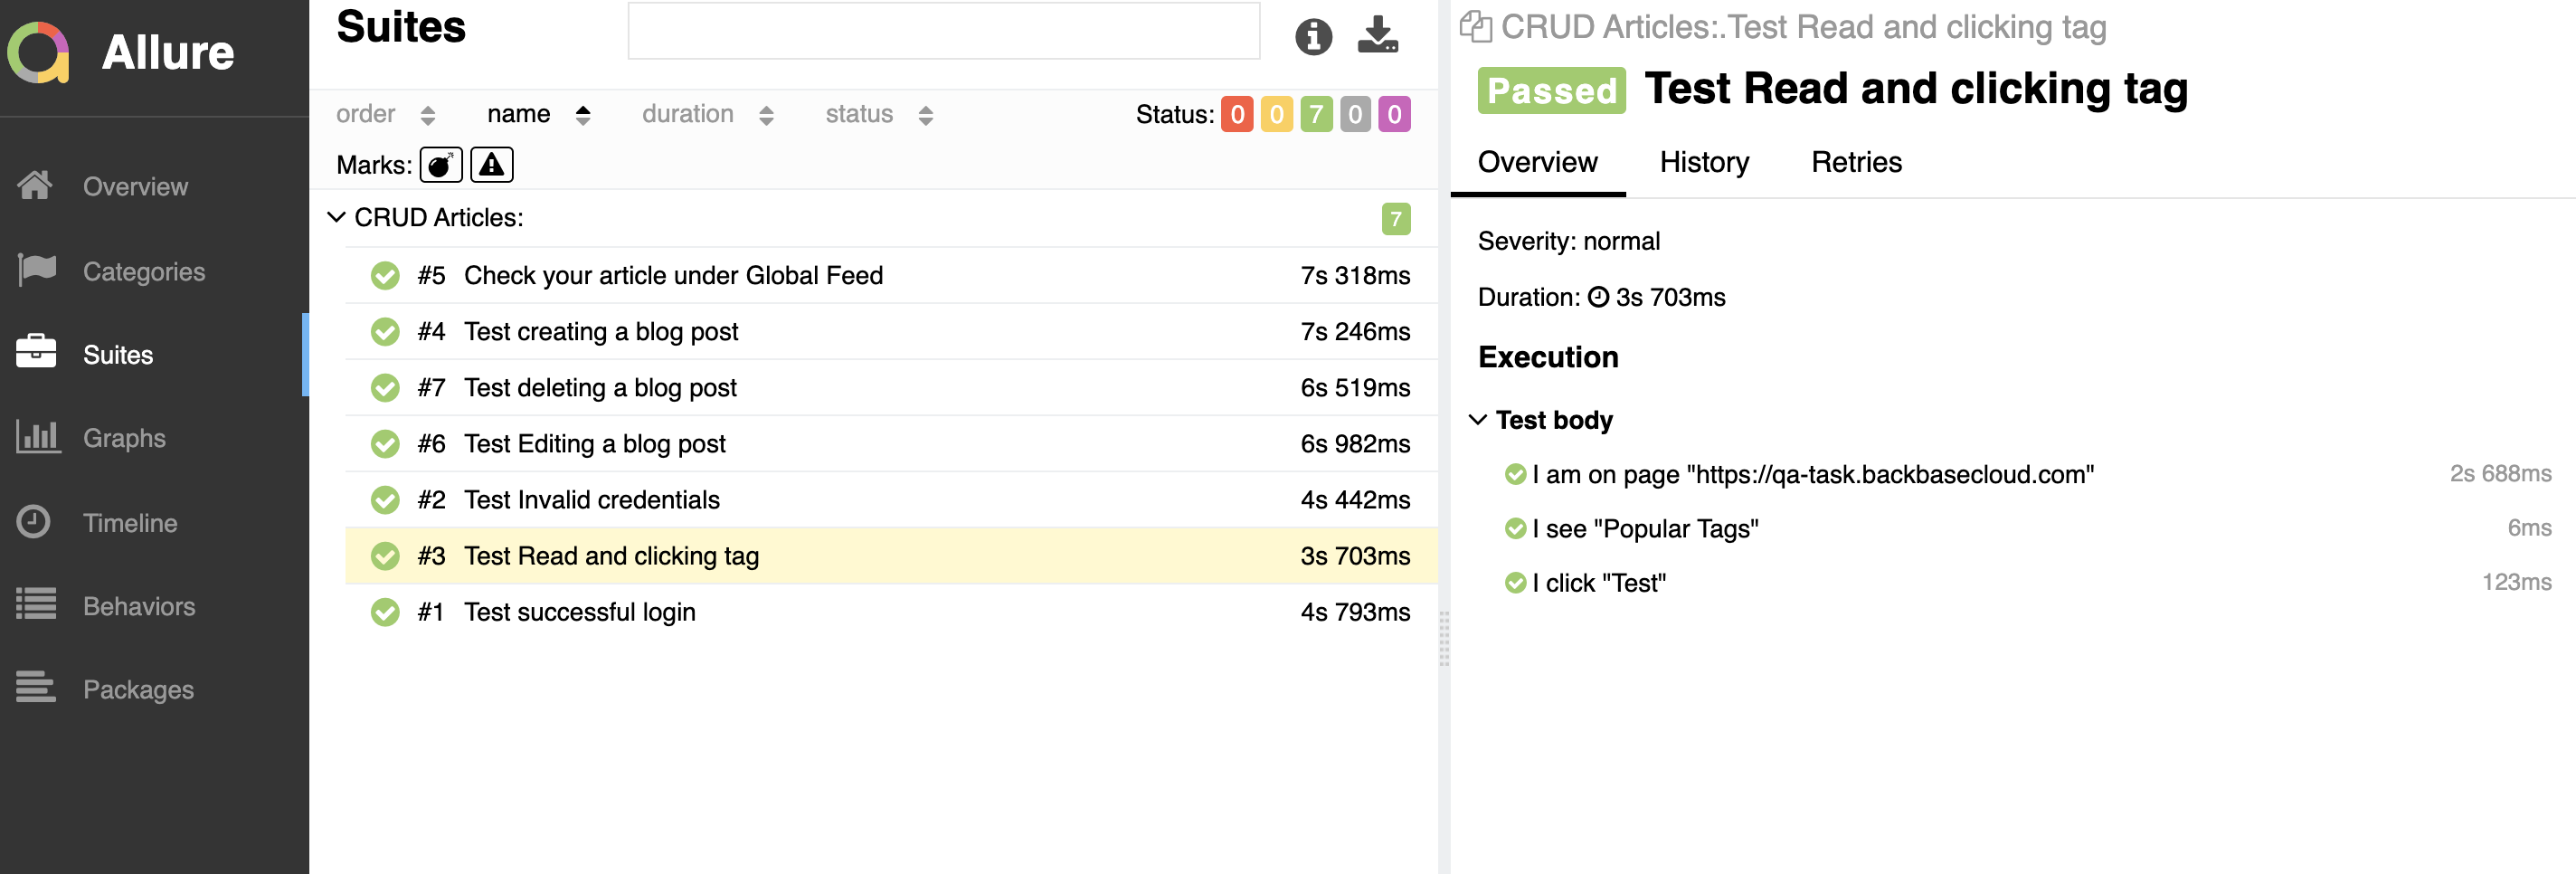 Allure
Overview
Categories
Suites
Graphs
Timeline
Behaviors
Packages
Suites
order name duration status Status: 0 0 7 0 0
Marks:
CRUD Articles: 7
#5 Check your article under Global Feed 7s 318ms
#4 Test creating a blog post 7s 246ms
#7 Test deleting a blog post 6s 519ms
#6 Test Editing a blog post 6s 982ms
#2 Test Invalid credentials 4s 442ms
#3 Test Read and clicking tag 3s 703ms
#1 Test successful login 4s 793ms
CRUD Articles:.Test Read and clicking tag
Passed Test Read and clicking tag
Overview History Retries
Severity: normal
Duration: 3s 703ms
Execution
Test body
I am on page "https://qa-task.backbasecloud.com" 2s 688ms
I see "Popular Tags" 6ms
I click "Test" 123ms